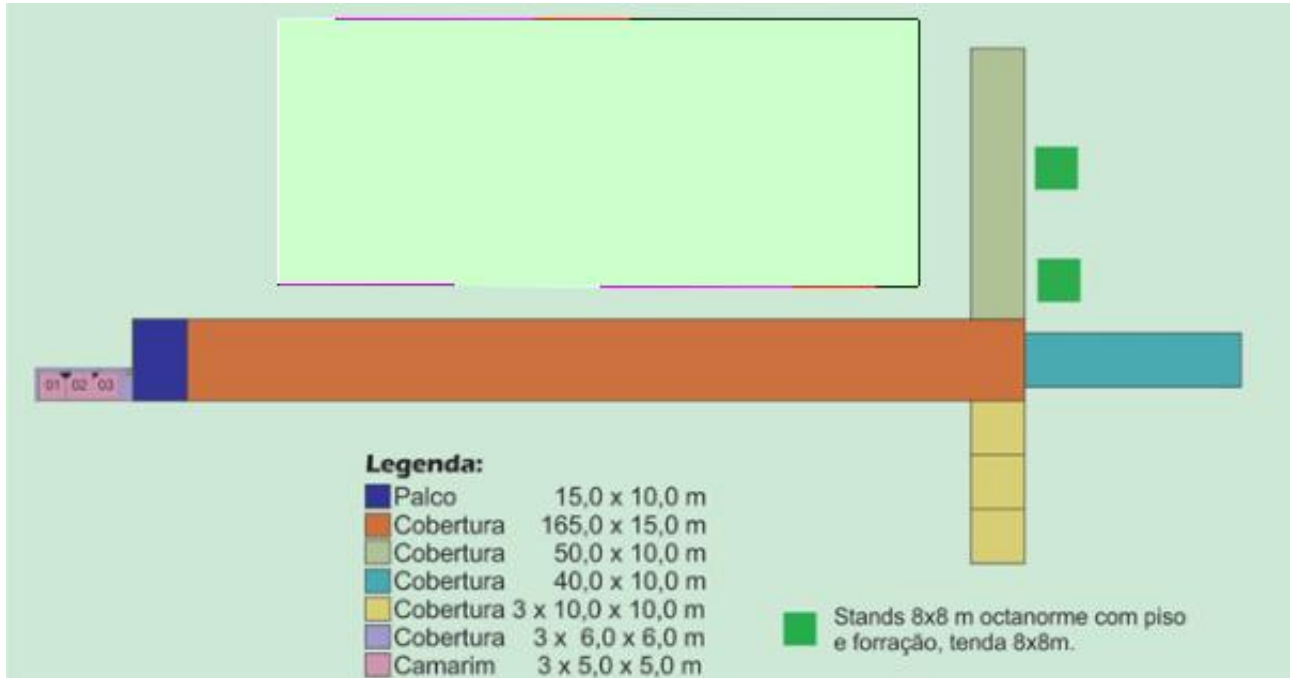 01 02 03
Legenda:
Palco 15,0 x 10,0 m
Cobertura 165,0 x 15,0 m
Cobertura 50,0 x 10,0 m
Cobertura 40,0 x 10,0 m
Cobertura 3 x 10,0 x 10,0 m
Cobertura 3 x 6,0 x 6,0 m
Camarim 3 x 5,0 x 5,0 m
Stands 8x8 m octanorme com piso
e forração, tenda 8x8m.